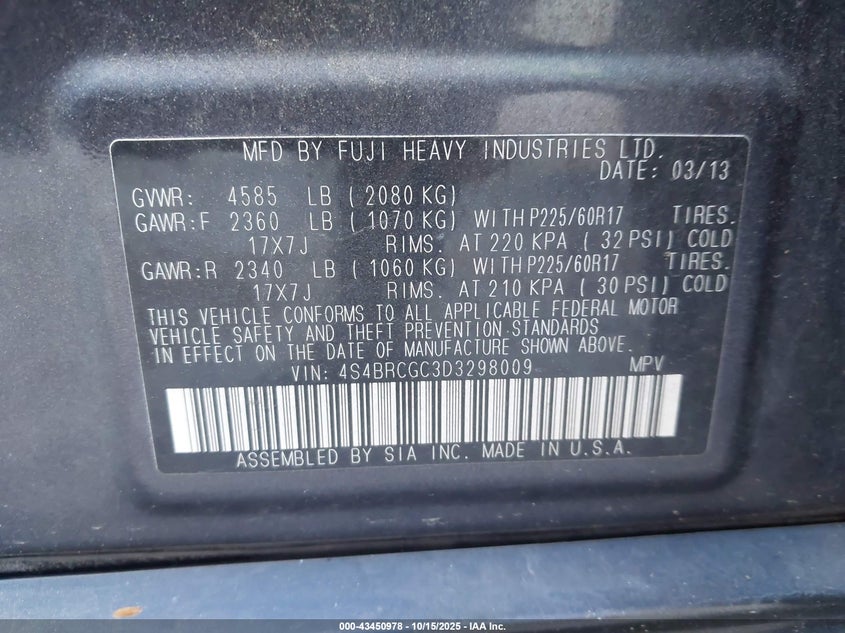 MFD BY FUJI HEAVY INDUSTRIES LTD.
DATE: 03/13
GVWR: 4585 LB ( 2080 KG)
GAWR:F 2360 LB ( 1070 KG) WITH P225/60R17 TIRES.
17X7J RIMS. AT 220 KPA ( 32 PSI) COLD
GAWR:R 2340 LB ( 1060 KG) WITH P225/60R17 TIRES.
17X7J RIMS. AT 210 KPA ( 30 PSI) COLD
THIS VEHICLE CONFORMS TO ALL APPLICABLE FEDERAL MOTOR
VEHICLE SAFETY AND THEFT PREVENTION STANDARDS
IN EFFECT ON THE DATE OF MANUFACTURE SHOWN ABOVE.
VIN: 4S4BRCGC3D3298009 MPV
ASSEMBLED BY SIA INC. MADE IN U.S.A.
000-43450978 - 10/15/2025 - IAA Inc.